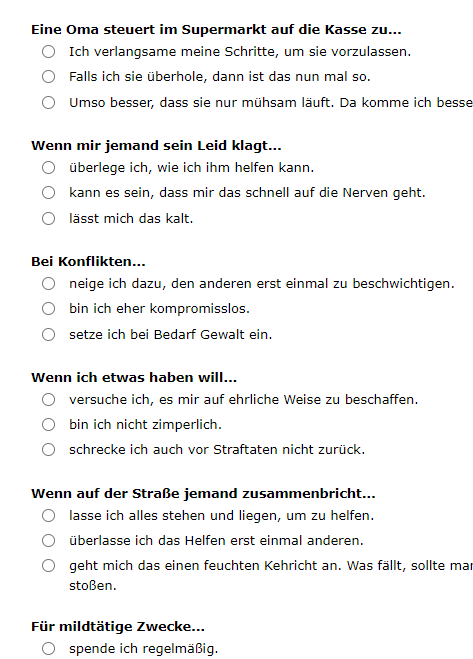 Eine Oma steuert im Supermarkt auf die Kasse zu...
Ich verlangsame meine Schritte, um sie vorzulassen.
Falls ich sie überhole, dann ist das nun mal so.
Umso besser, dass sie nur mühsam läuft. Da komme ich besse
Wenn mir jemand sein Leid klagt...
überlege ich, wie ich ihm helfen kann.
kann es sein, dass mir das schnell auf die Nerven geht.
lässt mich das kalt.
Bei Konflikten...
neige ich dazu, den anderen erst einmal zu beschwichtigen.
bin ich eher kompromisslos.
setze ich bei Bedarf Gewalt ein.
Wenn ich etwas haben will...
versuche ich, es mir auf ehrliche Weise zu beschaffen.
bin ich nicht zimperlich.
schrecke ich auch vor Straftaten nicht zurück.
Wenn auf der Straße jemand zusammenbricht...
lasse ich alles stehen und liegen, um zu helfen.
überlasse ich das Helfen erst einmal anderen.
geht mich das einen feuchten Kehricht an. Was fällt, sollte
stoßen.
Für mildtätige Zwecke...
spende ich regelmäßig.